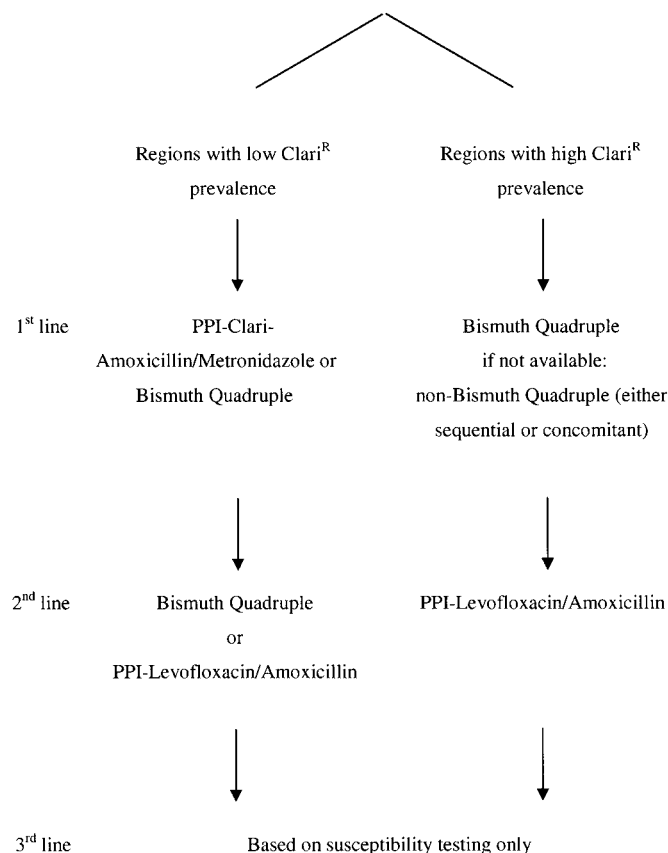 Regions with low Clari^R
prevalence
Regions with high Clari^R
prevalence
1st line
PPI-Clari-
Amoxicillin/Metronidazole or
Bismuth Quadruple
Bismuth Quadruple
if not available:
non-Bismuth Quadruple (either
sequential or concomitant)
2nd line
Bismuth Quadruple
or
PPI-Levofloxacin/Amoxicillin
PPI-Levofloxacin/Amoxicillin
3rd line
Based on susceptibility testing only